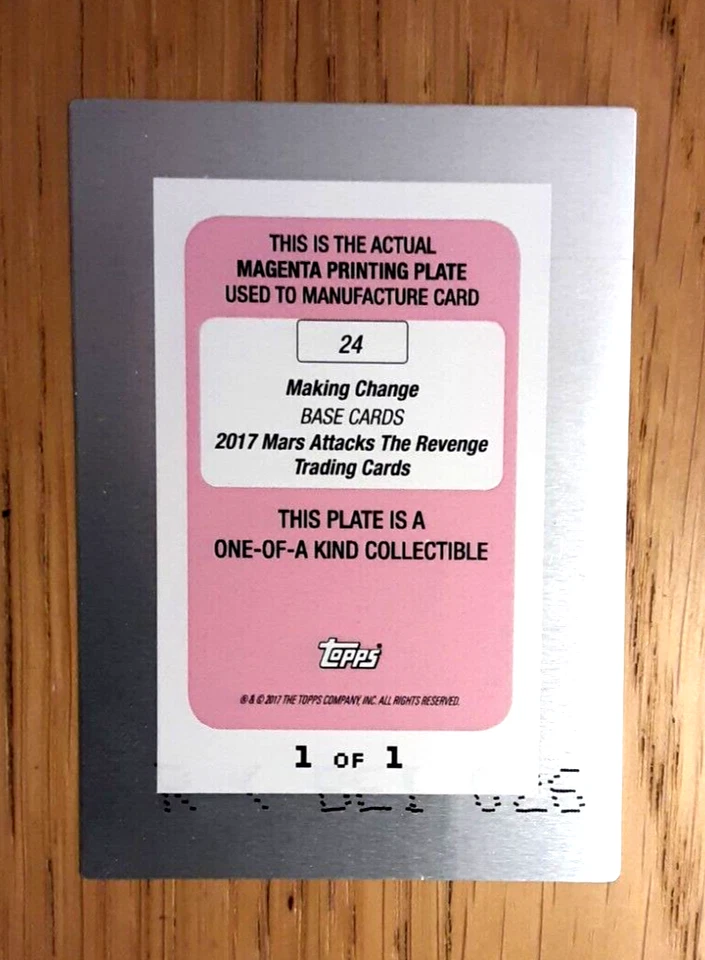 THIS IS THE ACTUAL
MAGENTA PRINTING PLATE
USED TO MANUFACTURE CARD
24
Making Change
BASE CARDS
2017 Mars Attacks The Revenge
Trading Cards
THIS PLATE IS A
ONE-OF-A KIND COLLECTIBLE
topps
® & © 2017 THE TOPPS COMPANY, INC. ALL RIGHTS RESERVED.
1 OF 1